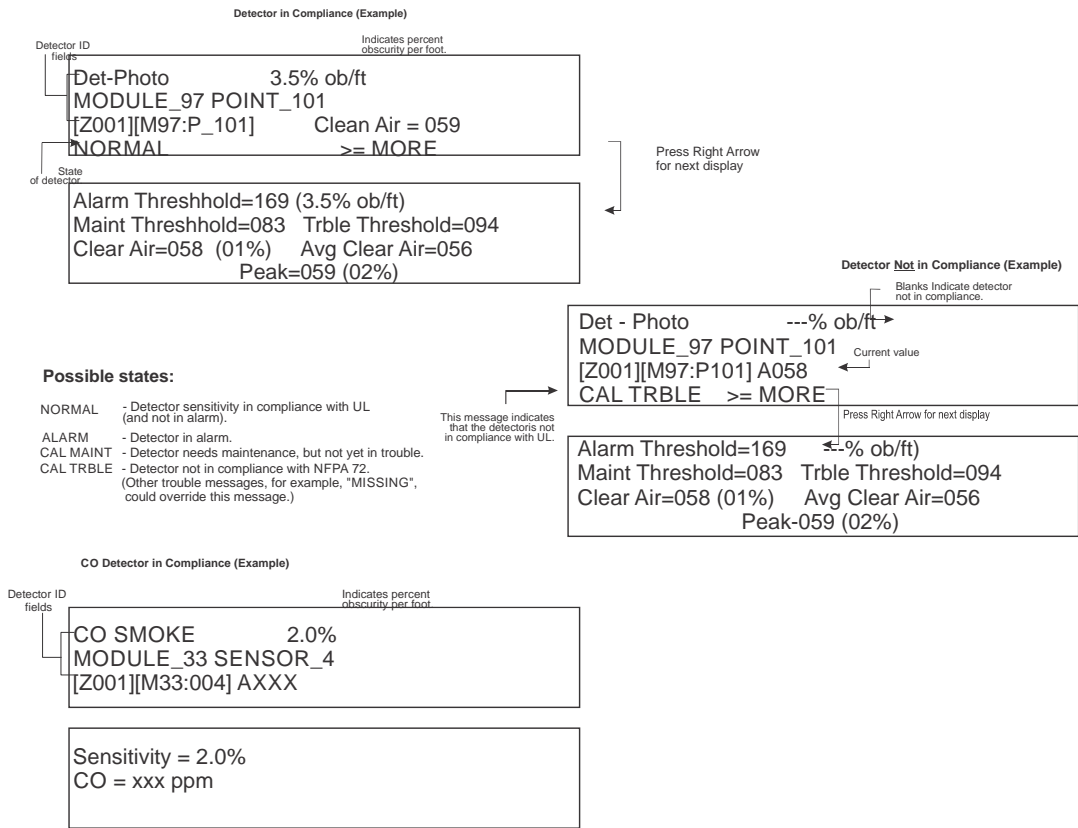 Detector in Compliance (Example)
Detector ID
fields
Indicates percent
obscurity per foot.
Det-Photo 3.5% ob/ft
MODULE_97 POINT_101
[Z001][M97:P_101] Clean Air = 059
NORMAL >= MORE
State
of detector
Press Right Arrow
for next display
Alarm Threshhold=169 (3.5% ob/ft)
Maint Threshhold=083 Trble Threshold=094
Clear Air=058 (01%) Avg Clear Air=056
Peak=059 (02%)
Detector Not in Compliance (Example)
Blanks Indicate detector
not in compliance.
Det - Photo ---% ob/ft
MODULE_97 POINT_101
[Z001][M97:P101] A058
CAL TRBLE >= MORE
Current value
This message indicates
that the detectoris not
in compliance with UL.
Press Right Arrow for next display
Alarm Threshold=169 ---% ob/ft)
Maint Threshold=083 Trble Threshold=094
Clear Air=058 (01%) Avg Clear Air=056
Peak-059 (02%)
Possible states:
NORMAL - Detector sensitivity in compliance with UL
(and not in alarm).
ALARM - Detector in alarm.
CAL MAINT - Detector needs maintenance, but not yet in trouble.
CAL TRBLE - Detector not in compliance with NFPA 72.
(Other trouble messages, for example, "MISSING",
could override this message.)
CO Detector in Compliance (Example)
Detector ID
fields
Indicates percent
obscurity per foot.
CO SMOKE 2.0%
MODULE_33 SENSOR_4
[Z001][M33:004] AXXX
Sensitivity = 2.0%
CO = xxx ppm